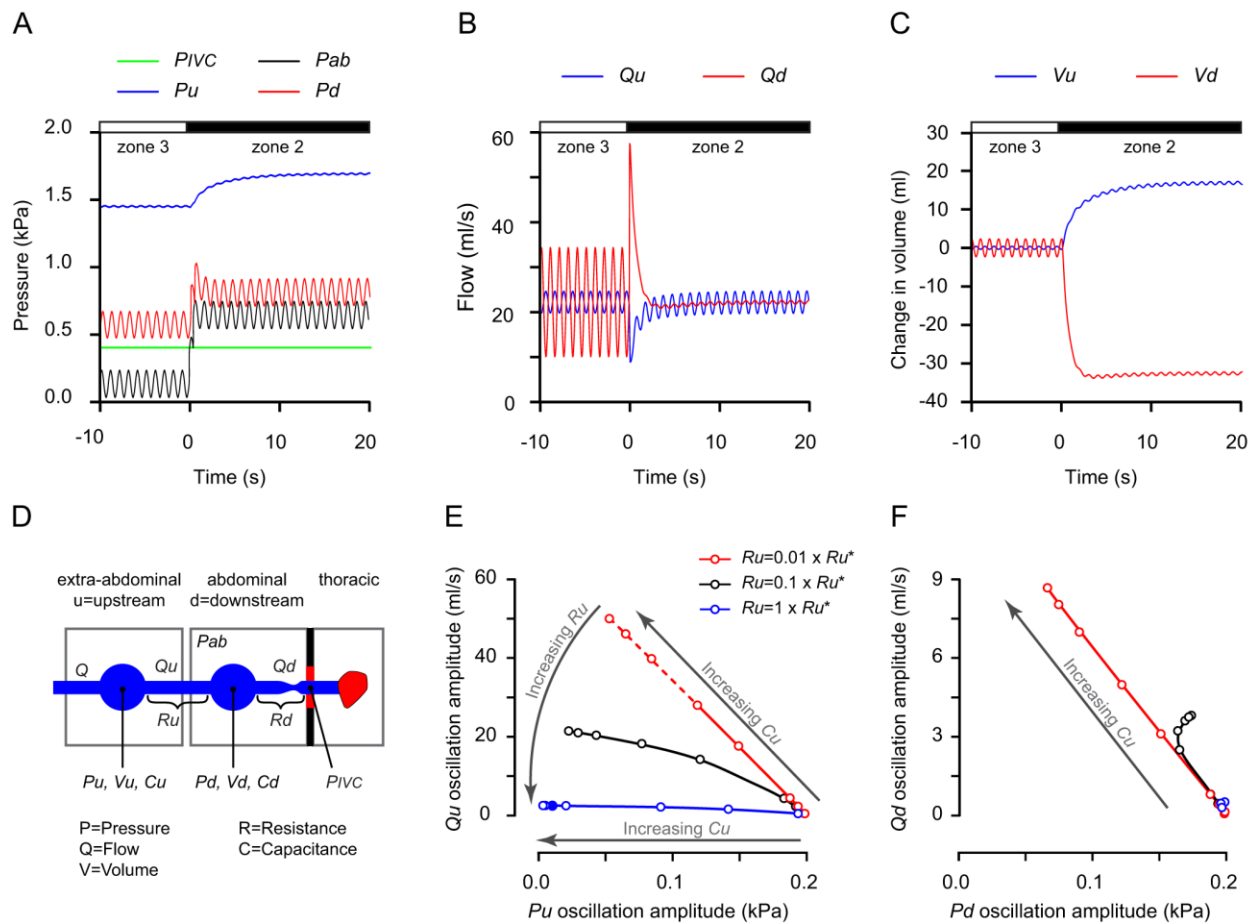 A
PIVC
Pab
Pu
Pd
2.0
1.5
1.0
0.5
0.0
Pressure (kPa)
zone 3
zone 2
-10
0
10
20
Time (s)
B
Qu
Qd
60
40
20
0
Flow (ml/s)
zone 3
zone 2
-10
0
10
20
Time (s)
C
Vu
Vd
30
20
10
0
-10
-20
-30
-40
Change in volume (ml)
zone 3
zone 2
-10
0
10
20
Time (s)
D
extra-abdominal
u=upstream
abdominal
d=downstream
thoracic
Pab
Q
Qu
Qd
Ru
Rd
Pu, Vu, Cu
Pd, Vd, Cd
PIVC
P=Pressure
Q=Flow
V=Volume
R=Resistance
C=Capacitance
E
Ru=0.01 x Ru*
Ru=0.1 x Ru*
Ru=1 x Ru*
60
40
20
0
Qu oscillation amplitude (ml/s)
Increasing Ru
Increasing Cu
Increasing Cu
0.0
0.1
0.2
Pu oscillation amplitude (kPa)
F
9
6
3
0
Qd oscillation amplitude (ml/s)
Increasing Cu
0.0
0.1
0.2
Pd oscillation amplitude (kPa)